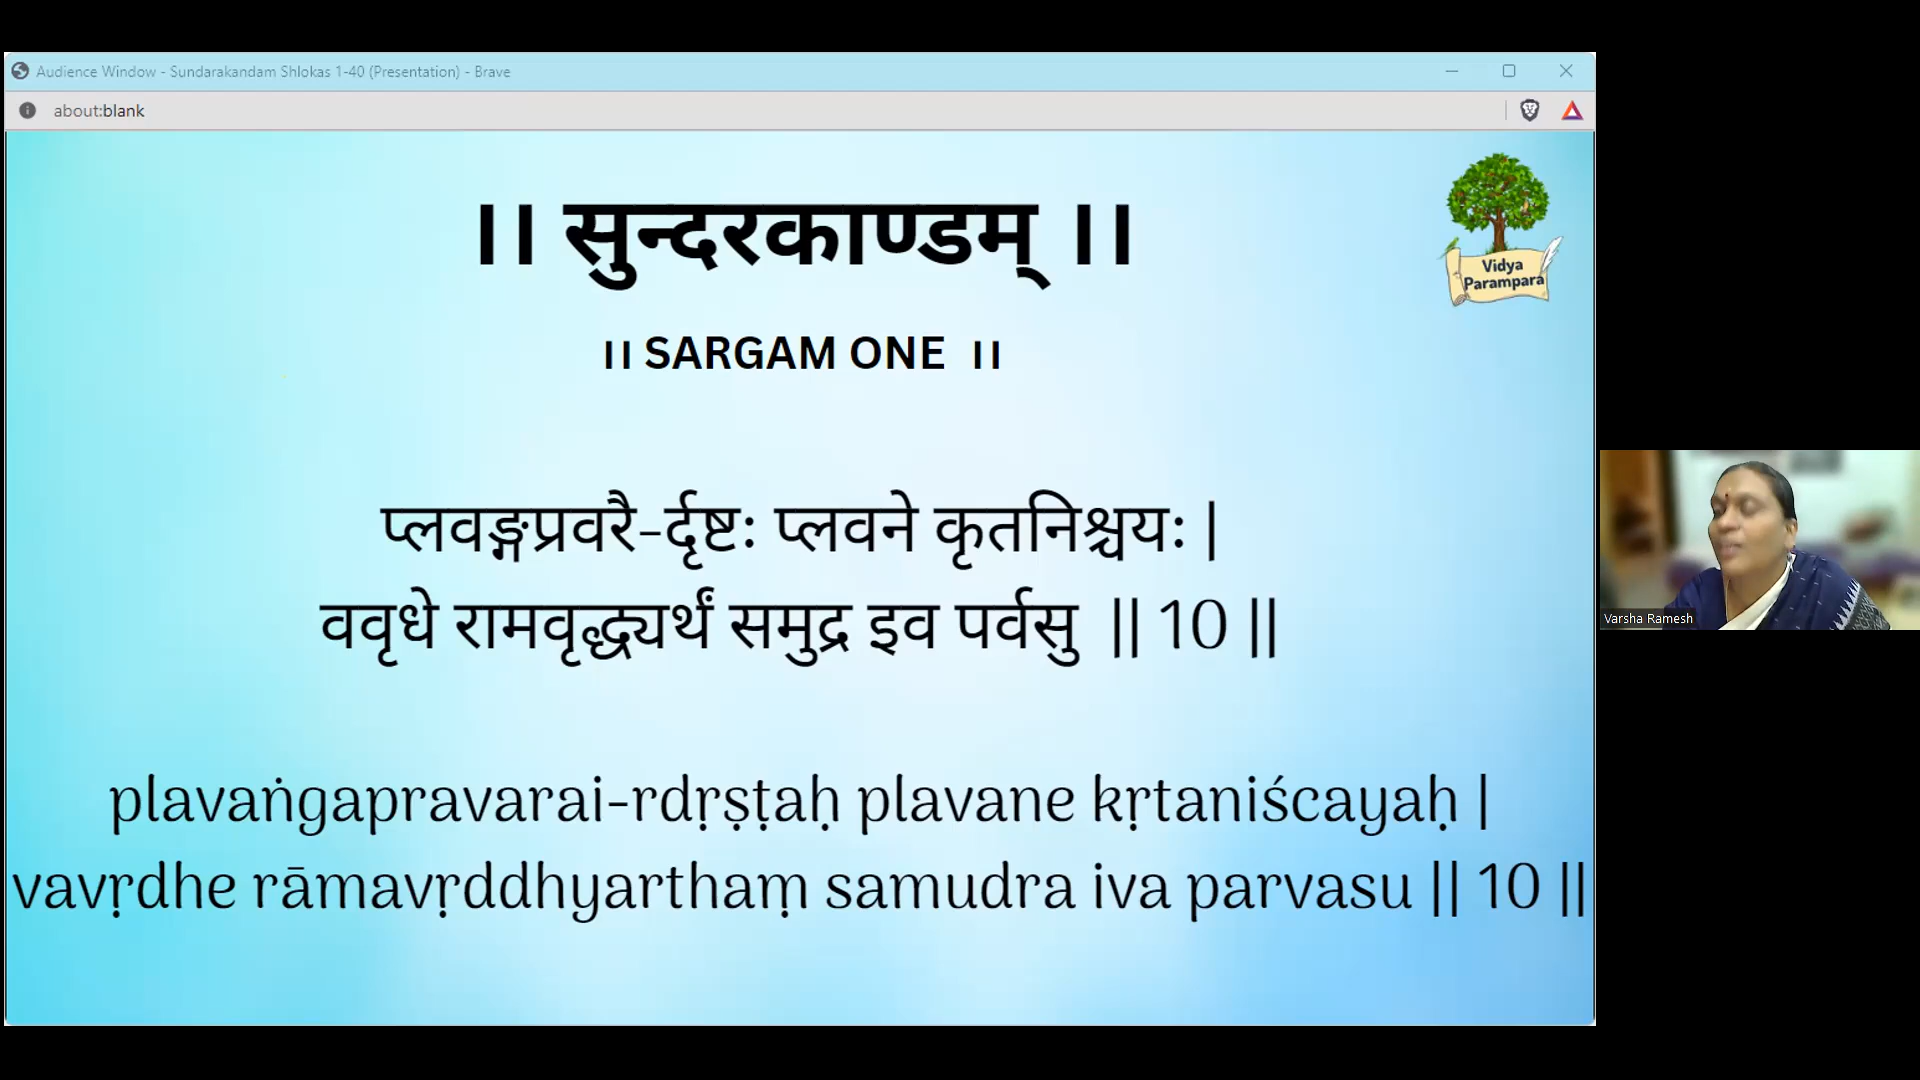 Audience Window - Sundarakandam Shlokas 1-40 (Presentation) - Brave
about:blank
।। सुन्दरकाण्डम् ।।
Vidya
Parampara
।। SARGAM ONE ।।
प्लवङ्गप्रवरै-र्दृष्टः प्लवने कृतनिश्चयः |
ववृधे रामवृद्ध्यर्थं समुद्र इव पर्वसु || 10 ||
plavaṅgapravarai-rdṛṣṭaḥ plavane kṛtaniścayaḥ |
vavṛdhe rāmavṛddhyarthaṃ samudra iva parvasu || 10 ||
Varsha Ramesh